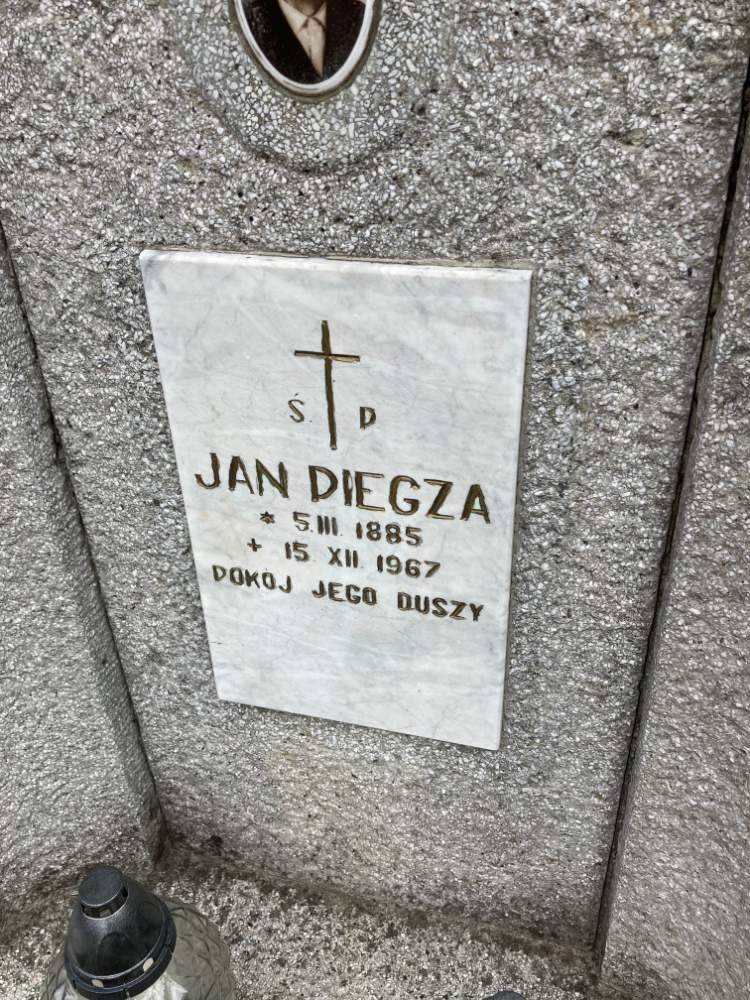 Ś. P
JAN DIEGZA
* 5.III. 1885
+ 15 XII. 1967
POKÓJ JEGO DUSZY